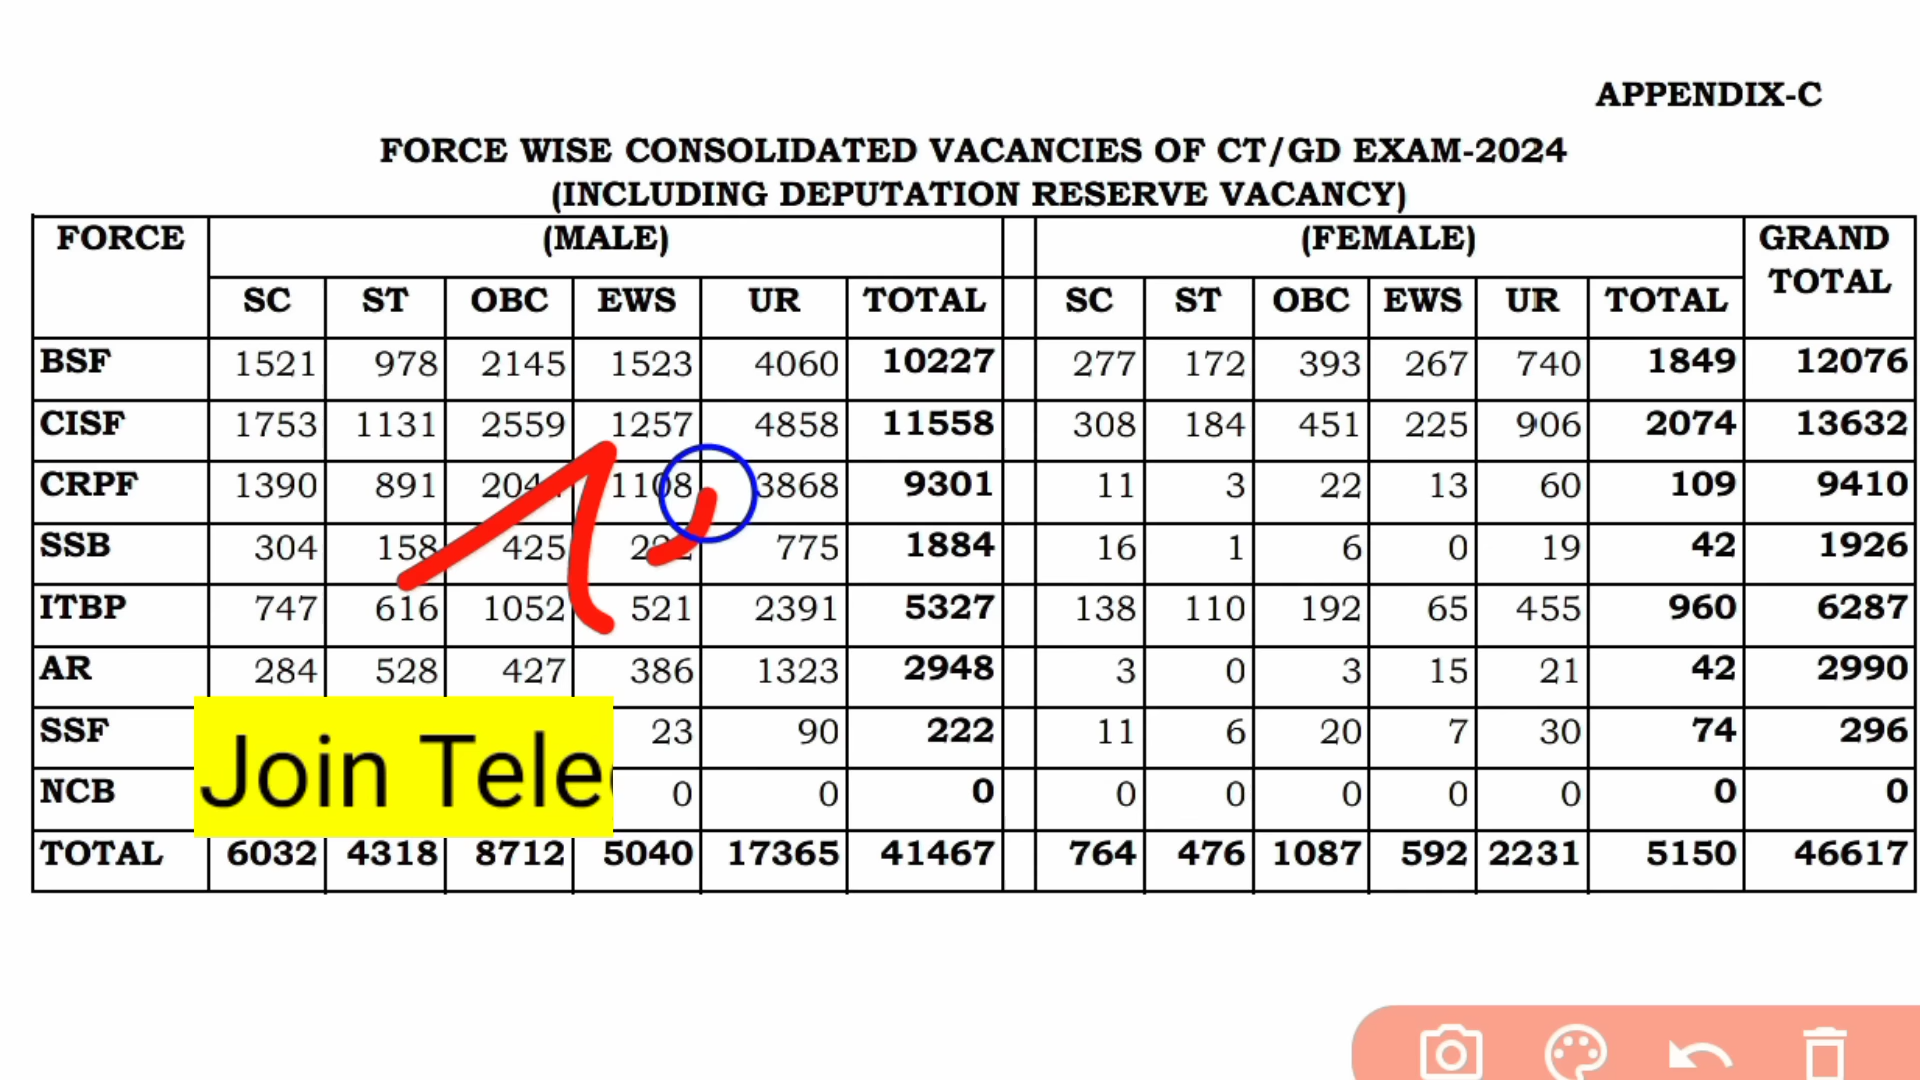 APPENDIX-C
FORCE WISE CONSOLIDATED VACANCIES OF CT/GD EXAM-2024
(INCLUDING DEPUTATION RESERVE VACANCY)
FORCE (MALE) (FEMALE) GRAND TOTAL
SC ST OBC EWS UR TOTAL SC ST OBC EWS UR TOTAL
BSF 1521 978 2145 1523 4060 10227 277 172 393 267 740 1849 12076
CISF 1753 1131 2559 1257 4858 11558 308 184 451 225 906 2074 13632
CRPF 1390 891 1108 3868 9301 11 3 22 13 60 109 9410
SSB 304 158 425 775 1884 16 1 6 0 19 42 1926
ITBP 747 616 1052 521 2391 5327 138 110 192 65 455 960 6287
AR 284 528 427 386 1323 2948 3 0 3 15 21 42 2990
SSF 23 90 222 11 6 20 7 30 74 296
Join Tele
NCB 0 0 0 0 0 0 0 0 0 0
TOTAL 6032 4318 8712 5040 17365 41467 764 476 1087 592 2231 5150 46617